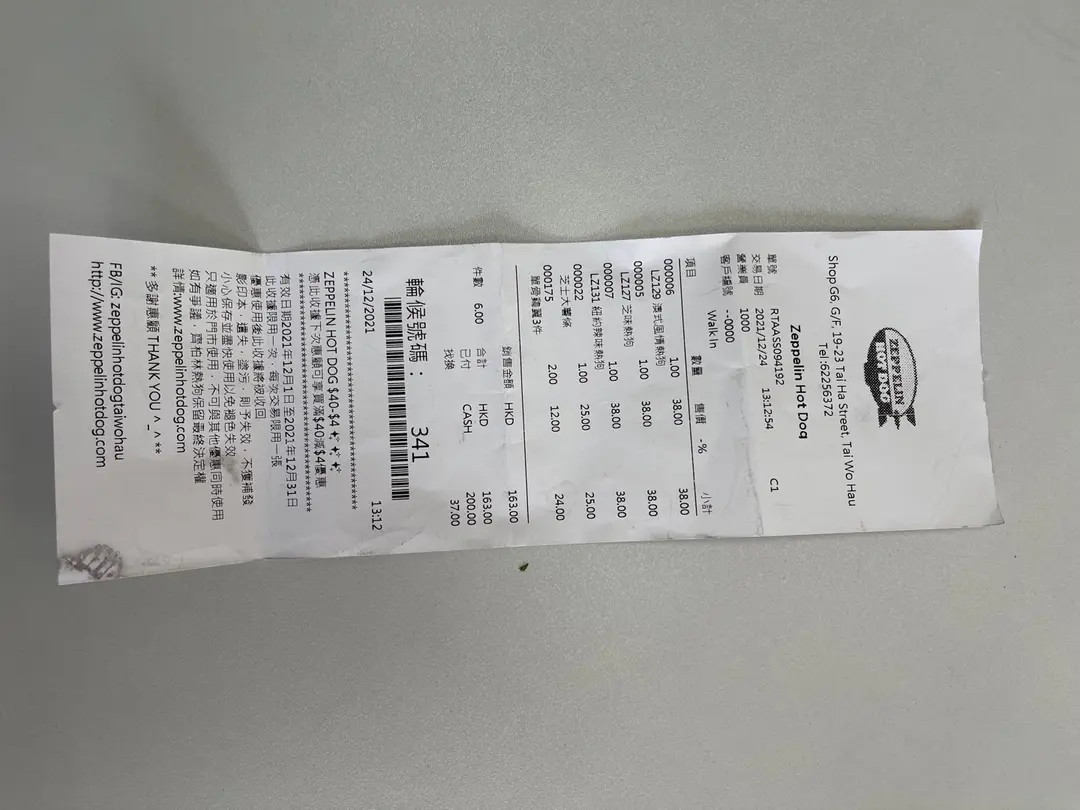 ZEPPELIN
HOT DOG
Shop G6, G/F, 19-23 Tai Ha Street, Tai Wo Hau
Tel:62256372
Zeppelin Hot Dog
單號 RTAASS094192 C1
交易日期 2021/12/24 13:12:54
營業員 1000
客戶編號 --0000
Walk In
項目 數量 售價 -% 小計
000006 1.00 38.00 38.00
LZ129 澳式風情熱狗
000005 1.00 38.00 38.00
LZ127 芝味熱狗
000007 1.00 38.00 38.00
LZ131 紐約辣味熱狗
000022 1.00 25.00 25.00
芝士大薯條
000175 2.00 12.00 24.00
單骨雞翼3件
銷售金額 HKD 163.00
件數 6.00 合計 HKD 163.00
已付 CASH 200.00
找換 37.00
輪侯號碼： 341
24/12/2021 13:12
ZEPPELIN HOT DOG $40-$4
憑此收據下次惠顧可享買滿$40減$4優惠
有效日期2021年12月1日至2021年12月31日
此收據限用一次，每次交易限用一張
優惠使用後此收據將被收回
影印本，遺失，塗污，則予失效，不獲補發
小心保存並盡快使用以免褪色失效
只適用於門市使用，不可與其他優惠同時使用
如有爭議，齊柏林熱狗保留最終決定權
詳情:www.zeppelinhotdog.com
**多謝惠顧 THANK YOU ^_^**
FB/IG: zeppelinhotdogtaiwohau
http://www.zeppelinhotdog.com